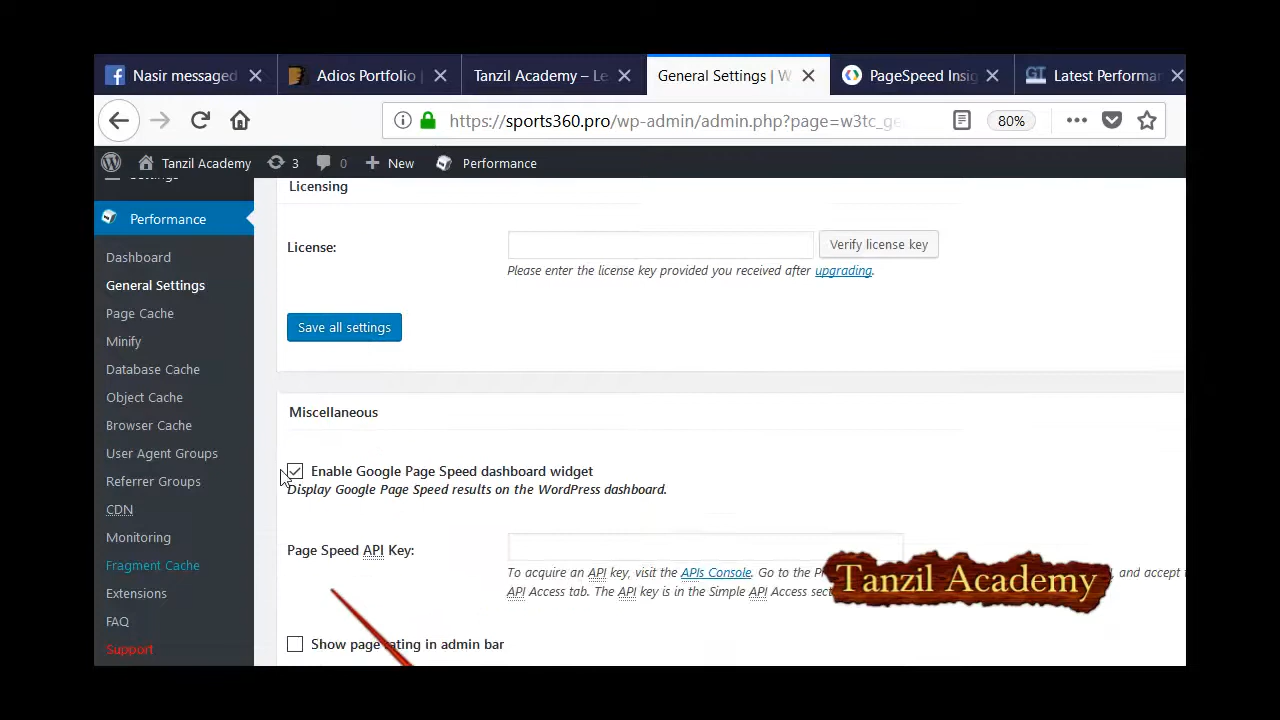 Nasir messaged
Adios Portfolio |
Tanzil Academy – Le
General Settings | W
PageSpeed Insig
GT
Latest Performa
https://sports360.pro/wp-admin/admin.php?page=w3tc_ge
80%
Tanzil Academy
3
0
New
Performance
Settings
Performance
Dashboard
General Settings
Page Cache
Minify
Database Cache
Object Cache
Browser Cache
User Agent Groups
Referrer Groups
CDN
Monitoring
Fragment Cache
Extensions
FAQ
Support
Licensing
License:
Verify license key
Please enter the license key provided you received after upgrading.
Save all settings
Miscellaneous
Enable Google Page Speed dashboard widget
Display Google Page Speed results on the WordPress dashboard.
Page Speed API Key:
To acquire an API key, visit the APIs Console. Go to the , and accept
API Access tab. The API key is in the Simple API Access
Tanzil Academy
Show page rating in admin bar